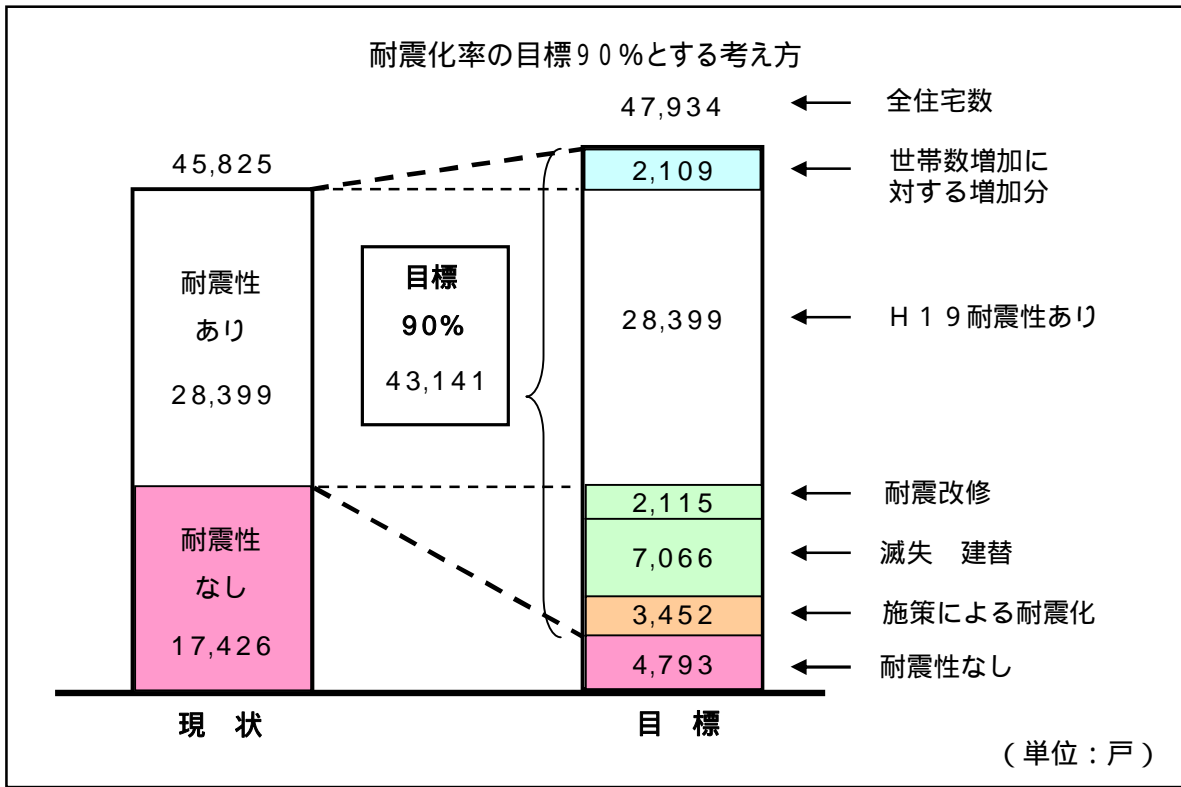 耐震化率の目標90%とする考え方
45,825
耐震性
あり
28,399
耐震性
なし
17,426
現 状
目標
90%
43,141
47,934
2,109
28,399
2,115
7,066
3,452
4,793
目 標
全住宅数
世帯数増加に
対する増加分
H19耐震性あり
耐震改修
滅失 建替
施策による耐震化
耐震性なし
(単位:戸)